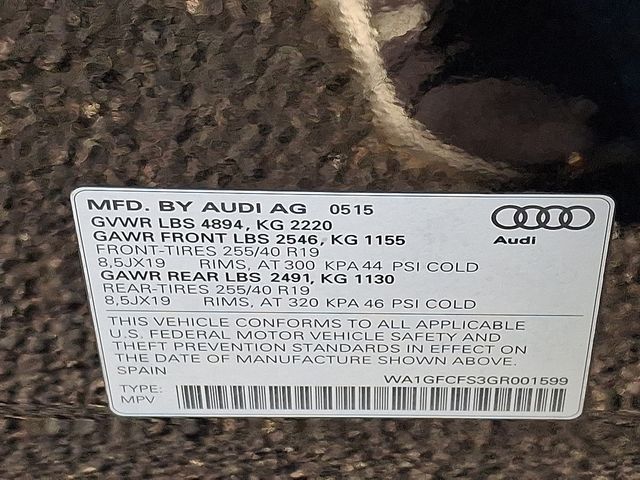 MFD. BY AUDI AG 0515
GVWR LBS 4894, KG 2220
GAWR FRONT LBS 2546, KG 1155
FRONT-TIRES 255/40 R19
8,5JX19 RIMS, AT 300 KPA 44 PSI COLD
GAWR REAR LBS 2491, KG 1130
REAR-TIRES 255/40 R19
8,5JX19 RIMS, AT 320 KPA 46 PSI COLD
Audi
THIS VEHICLE CONFORMS TO ALL APPLICABLE
U.S. FEDERAL MOTOR VEHICLE SAFETY AND
THEFT PREVENTION STANDARDS IN EFFECT ON
THE DATE OF MANUFACTURE SHOWN ABOVE.
SPAIN
WA1GFCFS3GR001599
TYPE:
MPV